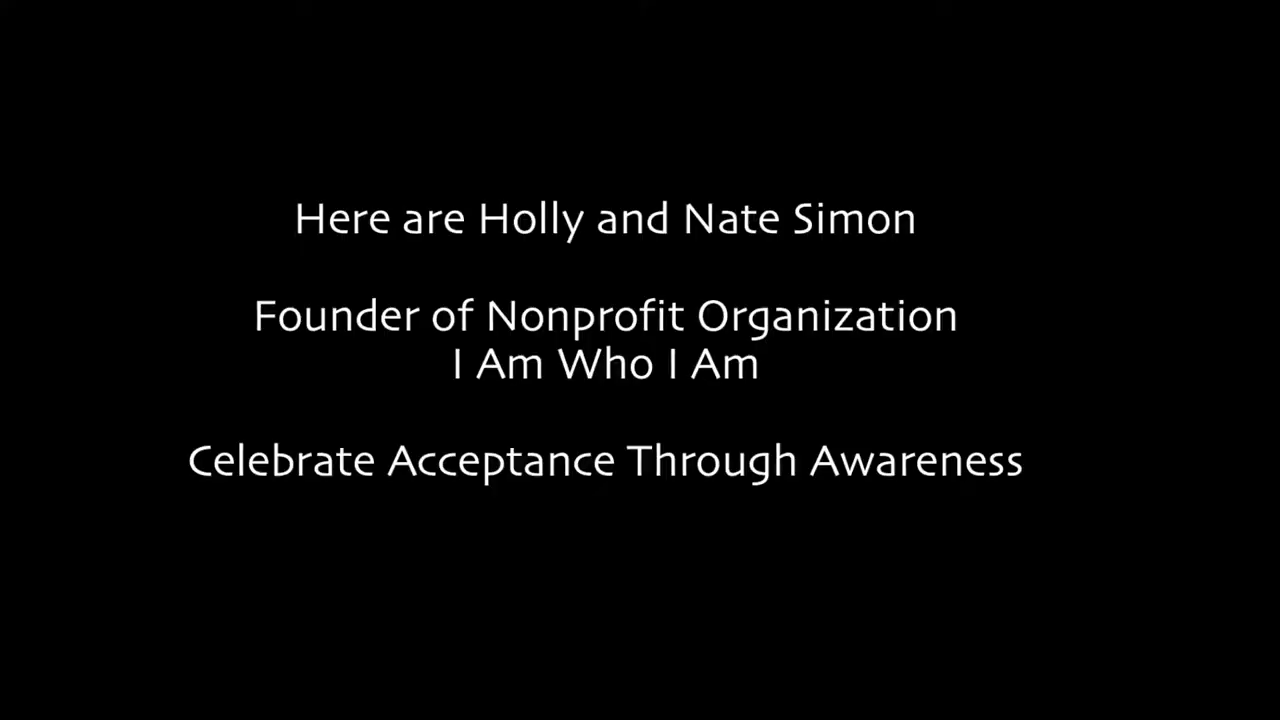 Here are Holly and Nate Simon
Founder of Nonprofit Organization
I Am Who I Am
Celebrate Acceptance Through Awareness